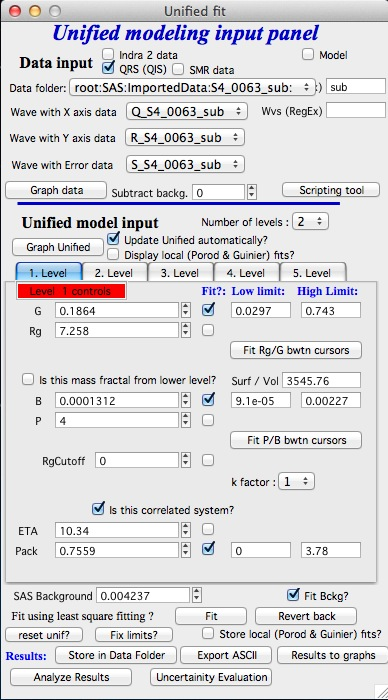 Unified fit
Unified modeling input panel
Data input
Indra 2 data
Model
QRS (QIS)
SMR data
Data folder: root:SAS:ImportedData:S4_0063_sub: :) sub
Wave with X axis data Q_S4_0063_sub Wvs (RegEx)
Wave with Y axis data R_S4_0063_sub
Wave with Error data S_S4_0063_sub
Graph data Subtract backg. 0 Scripting tool
Unified model input Number of levels : 2
Graph Unified
Update Unified automatically?
Display local (Porod & Guinier) fits?
1. Level 2. Level 3. Level 4. Level 5. Level
Level 1 controls Fit?: Low limit: High Limit:
G 0.1864 0.0297 0.743
Rg 7.258
Fit Rg/G bwtn cursors
Is this mass fractal from lower level? Surf / Vol 3545.76
B 0.0001312 9.1e-05 0.00227
P 4
Fit P/B bwtn cursors
RgCutoff 0
k factor : 1
Is this correlated system?
ETA 10.34
Pack 0.7559 0 3.78
SAS Background 0.004237 Fit Bckg?
Fit using least square fitting ? Fit Revert back
reset unif? Fix limits? Store local (Porod & Guinier) fits?
Results: Store in Data Folder Export ASCII Results to graphs
Analyze Results Uncertainity Evaluation